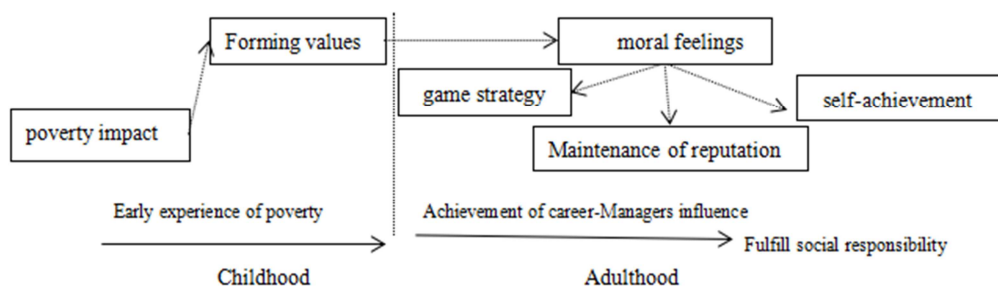 Forming values
moral feelings
game strategy
self-achievement
poverty impact
Maintenance of reputation
Early experience of poverty
Achievement of career-Managers influence
Fulfill social responsibility
Childhood
Adulthood